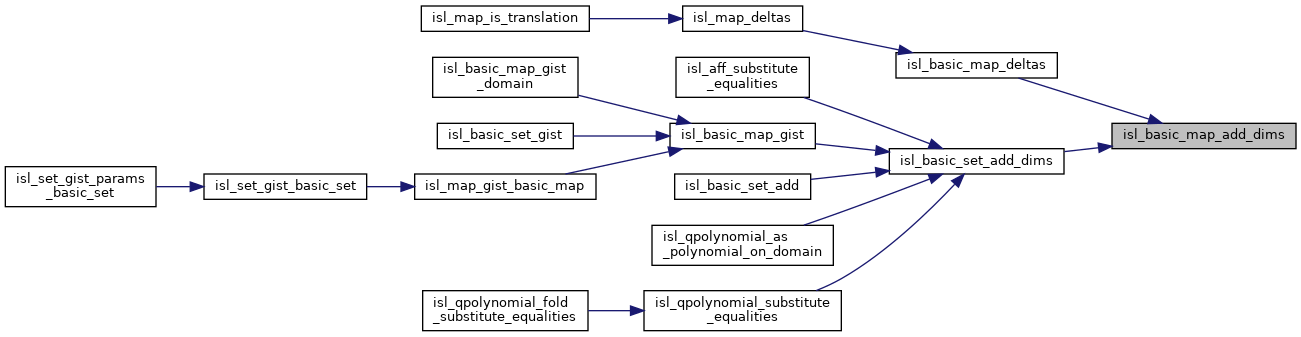 isl_map_is_translation
isl_map_deltas
isl_basic_map_deltas
isl_basic_map_gist
_domain
isl_aff_substitute
_equalities
isl_basic_set_gist
isl_basic_map_gist
isl_basic_map_add_dims
isl_basic_set_add_dims
isl_set_gist_params
_basic_set
isl_set_gist_basic_set
isl_map_gist_basic_map
isl_basic_set_add
isl_qpolynomial_as
_polynomial_on_domain
isl_qpolynomial_fold
_substitute_equalities
isl_qpolynomial_substitute
_equalities